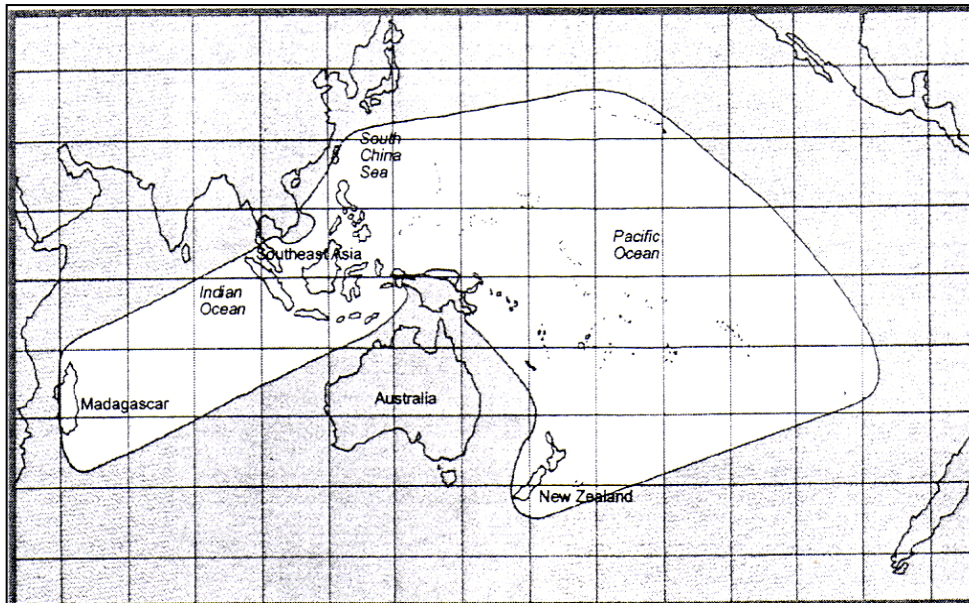 South
China
Sea
Pacific
Ocean
Southeast Asia
Indian
Ocean
Madagascar
Australia
New Zealand